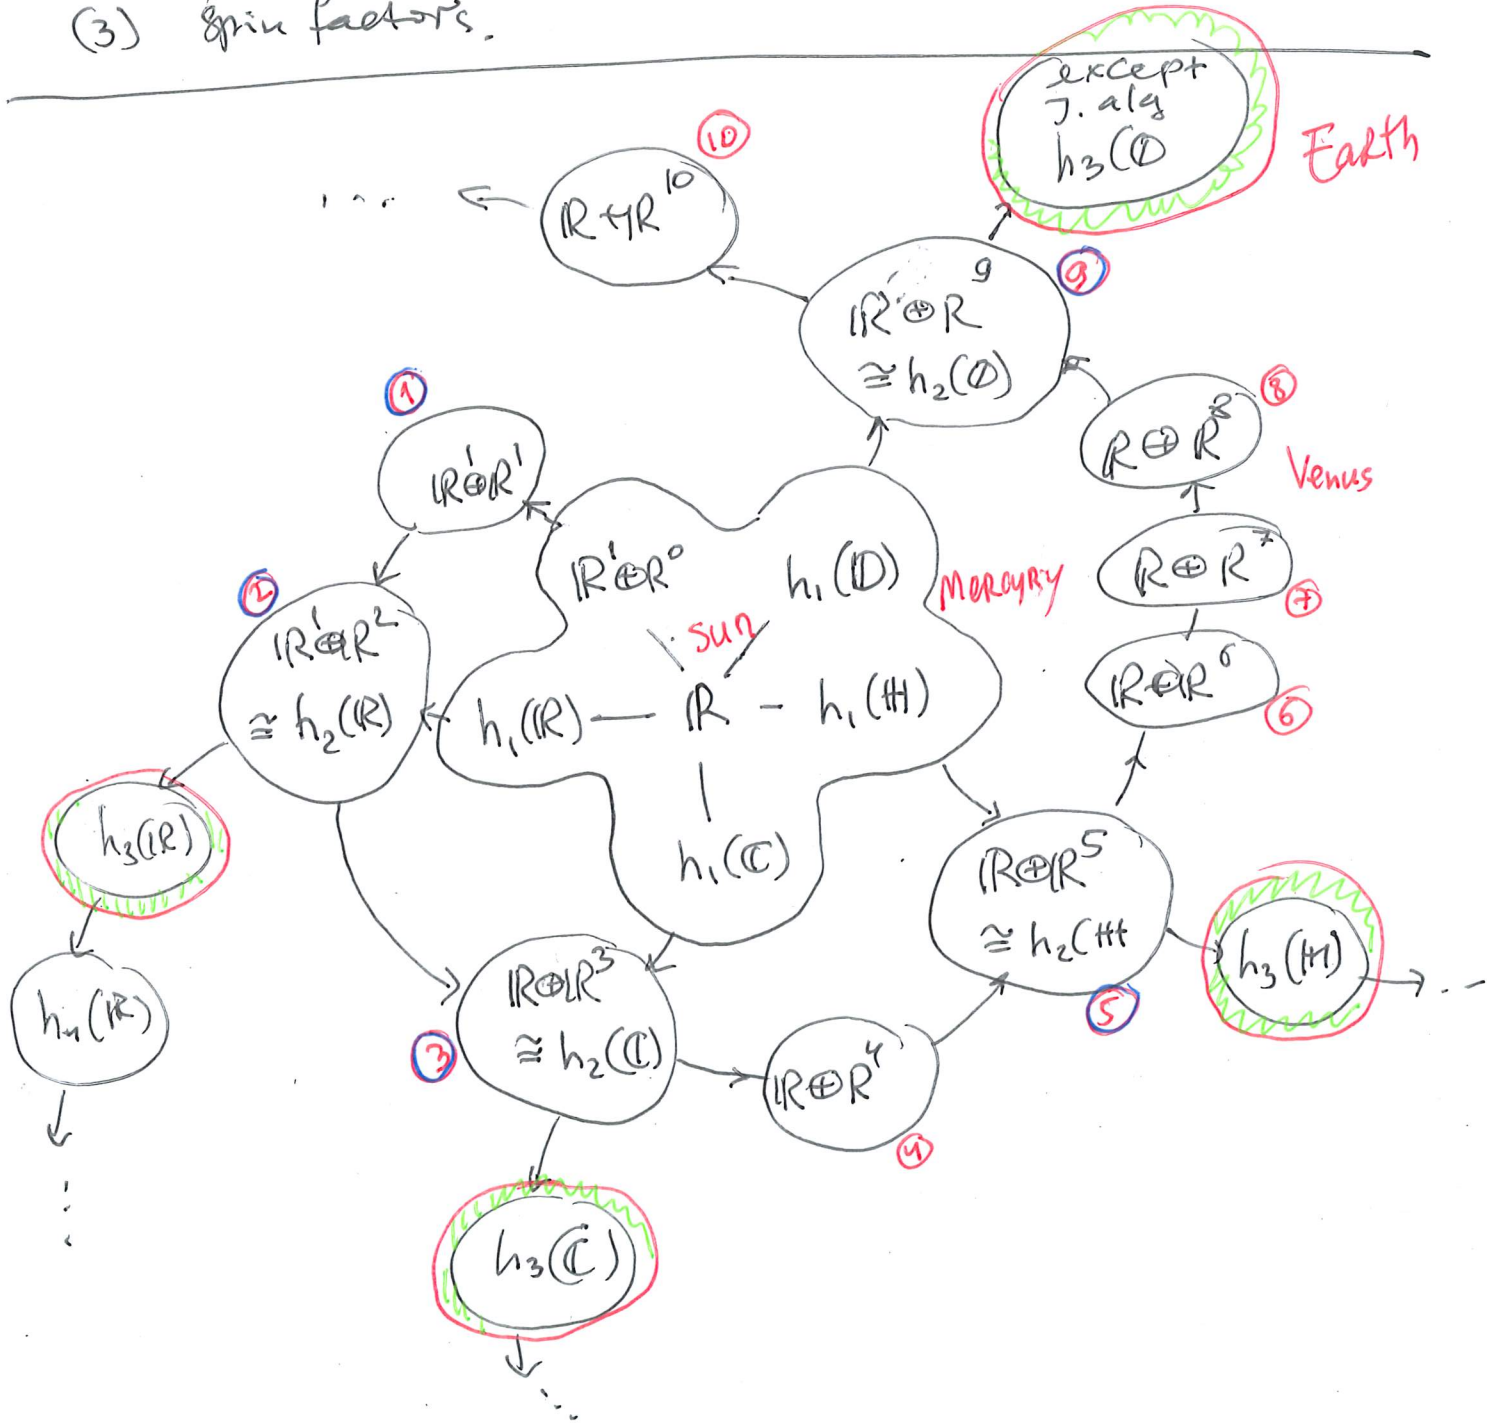 (3) spin factors.
except
J. alg
h₃(𝕆
Earth
⑩
ℝ+ℝ¹⁰
...
⑨
ℝ¹⊕ℝ⁹
≅ h₂(𝕆)
①
ℝ¹⊕ℝ¹
⑧
ℝ⊕ℝ⁸
Venus
ℝ⊕ℝ⁷
⑦
ℝ¹⊕ℝ⁰
h₁(𝕆)
Mercury
sun
②
ℝ¹⊕ℝ²
≅ h₂(ℝ)
h₁(ℝ) — ℝ — h₁(ℍ)
ℝ⊕ℝ⁶
⑥
h₁(ℂ)
h₃(ℝ)
ℝ⊕ℝ⁵
≅ h₂(ℍ
⑤
h₃(ℍ)
...
h₄(ℝ)
ℝ⊕ℝ³
≅ h₂(ℂ)
③
ℝ⊕ℝ⁴
④
h₃(ℂ)